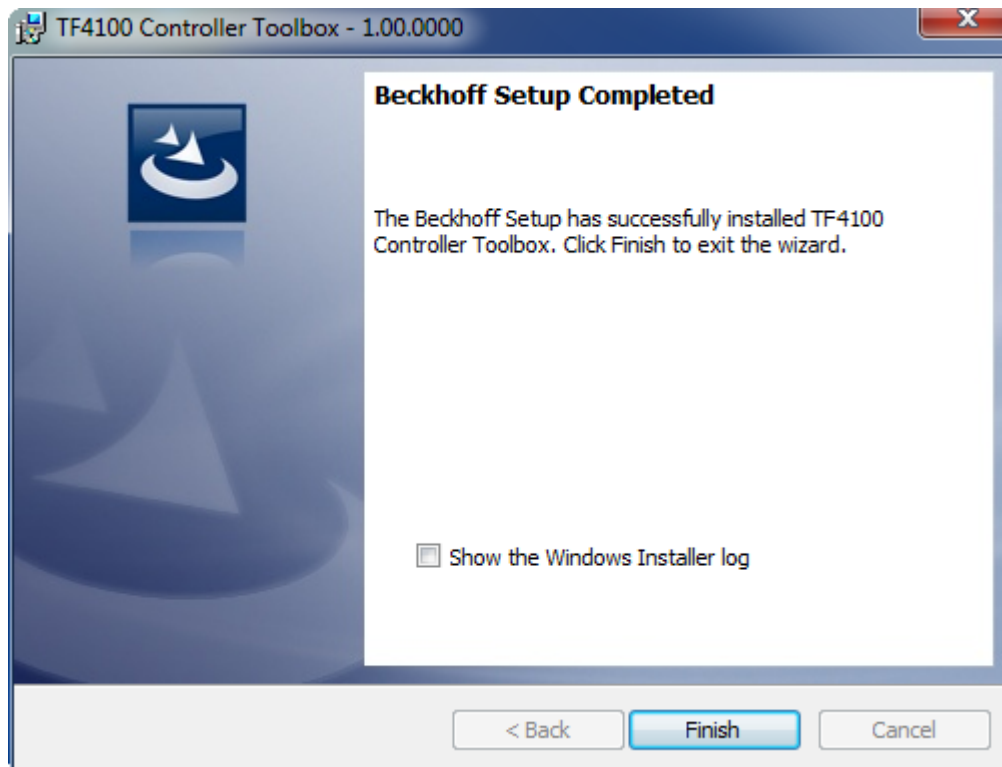 TF4100 Controller Toolbox - 1.00.0000
Beckhoff Setup Completed
The Beckhoff Setup has successfully installed TF4100
Controller Toolbox. Click Finish to exit the wizard.
Show the Windows Installer log
< Back
Finish
Cancel